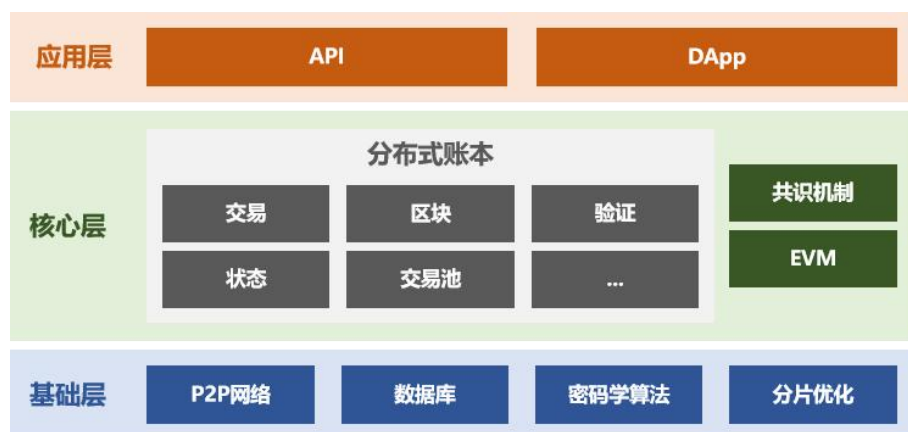 应用层
API
DApp
核心层
分布式账本
交易
区块
验证
状态
交易池
...
共识机制
EVM
基础层
P2P网络
数据库
密码学算法
分片优化